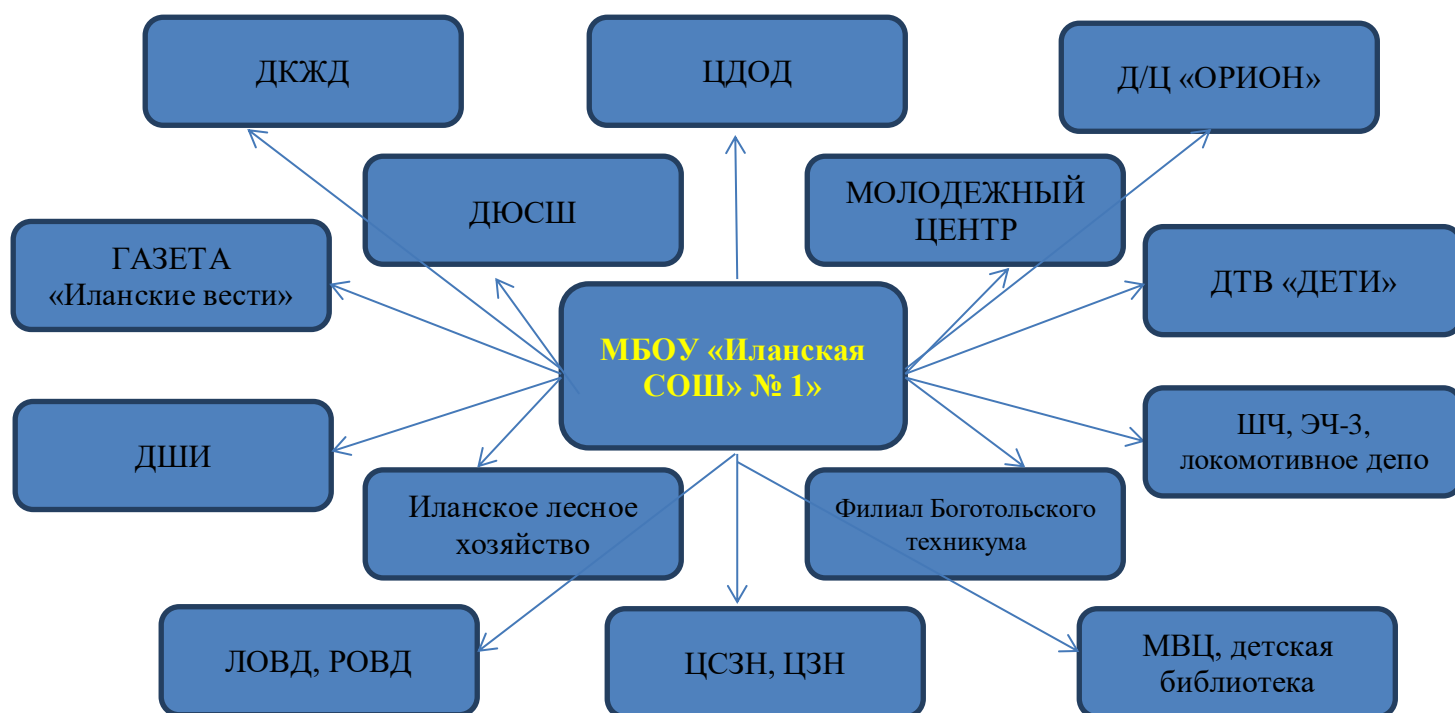 ДКЖД
ЦДОД
Д/Ц «ОРИОН»
ДЮСШ
МОЛОДЕЖНЫЙ
ЦЕНТР
ГАЗЕТА
«Иланские вести»
ДТВ «ДЕТИ»
МБОУ «Иланская
СОШ» № 1»
ДШИ
ШЧ, ЭЧ-3,
локомотивное депо
Иланское лесное
хозяйство
Филиал Боготольского
техникума
ЛОВД, РОВД
ЦСЗН, ЦЗН
МВЦ, детская
библиотека